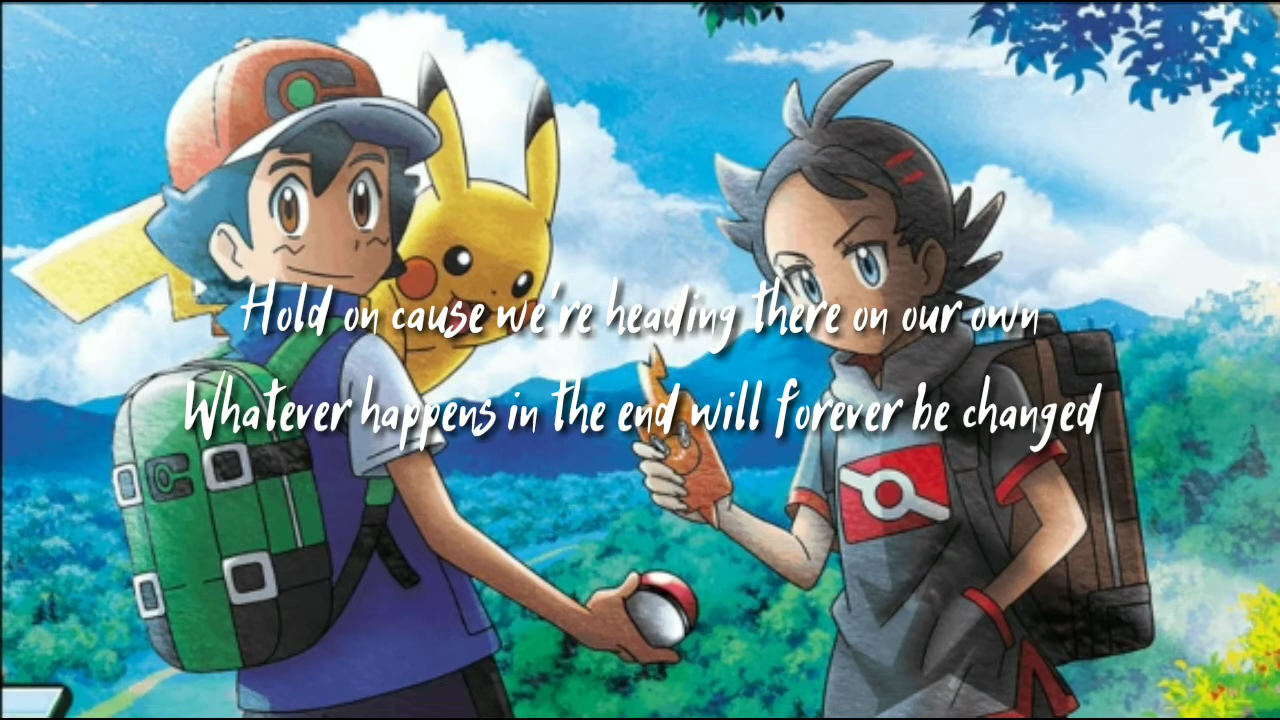 Hold on cause we're heading there on our own
Whatever happens in the end will forever be changed